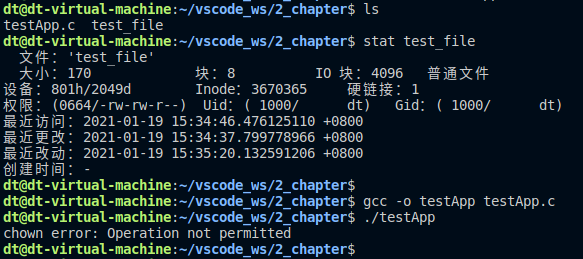 dt@dt-virtual-machine:~/vscode_ws/2_chapter$ ls
testApp.c  test_file
dt@dt-virtual-machine:~/vscode_ws/2_chapter$ stat test_file
  文件：'test_file'
  大小：170       	块：8          IO 块：4096   普通文件
设备：801h/2049d	Inode：3670365     硬链接：1
权限：(0664/-rw-rw-r--)  Uid：( 1000/      dt)   Gid：( 1000/      dt)
最近访问：2021-01-19 15:34:46.476125110 +0800
最近更改：2021-01-19 15:34:37.799778966 +0800
最近改动：2021-01-19 15:35:20.132591206 +0800
创建时间：-
dt@dt-virtual-machine:~/vscode_ws/2_chapter$
dt@dt-virtual-machine:~/vscode_ws/2_chapter$ gcc -o testApp testApp.c
dt@dt-virtual-machine:~/vscode_ws/2_chapter$ ./testApp
chown error: Operation not permitted
dt@dt-virtual-machine:~/vscode_ws/2_chapter$